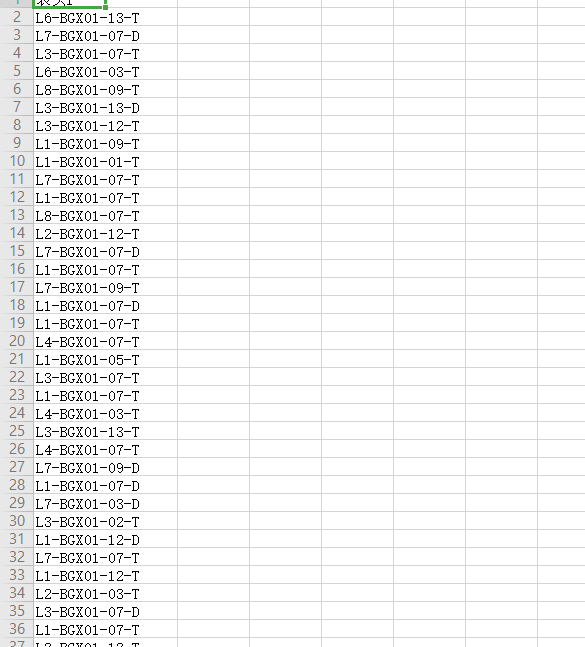 1 表头1
2 L6-BGX01-13-T
3 L7-BGX01-07-D
4 L3-BGX01-07-T
5 L6-BGX01-03-T
6 L8-BGX01-09-T
7 L3-BGX01-13-D
8 L3-BGX01-12-T
9 L1-BGX01-09-T
10 L1-BGX01-01-T
11 L7-BGX01-07-T
12 L1-BGX01-07-T
13 L8-BGX01-07-T
14 L2-BGX01-12-T
15 L7-BGX01-07-D
16 L1-BGX01-07-T
17 L7-BGX01-09-T
18 L1-BGX01-07-D
19 L1-BGX01-07-T
20 L4-BGX01-07-T
21 L1-BGX01-05-T
22 L3-BGX01-07-T
23 L1-BGX01-07-T
24 L4-BGX01-03-T
25 L3-BGX01-13-T
26 L4-BGX01-07-T
27 L7-BGX01-09-D
28 L1-BGX01-07-D
29 L7-BGX01-03-D
30 L3-BGX01-02-T
31 L1-BGX01-12-D
32 L7-BGX01-07-T
33 L1-BGX01-12-T
34 L2-BGX01-03-T
35 L3-BGX01-07-D
36 L1-BGX01-07-T
37